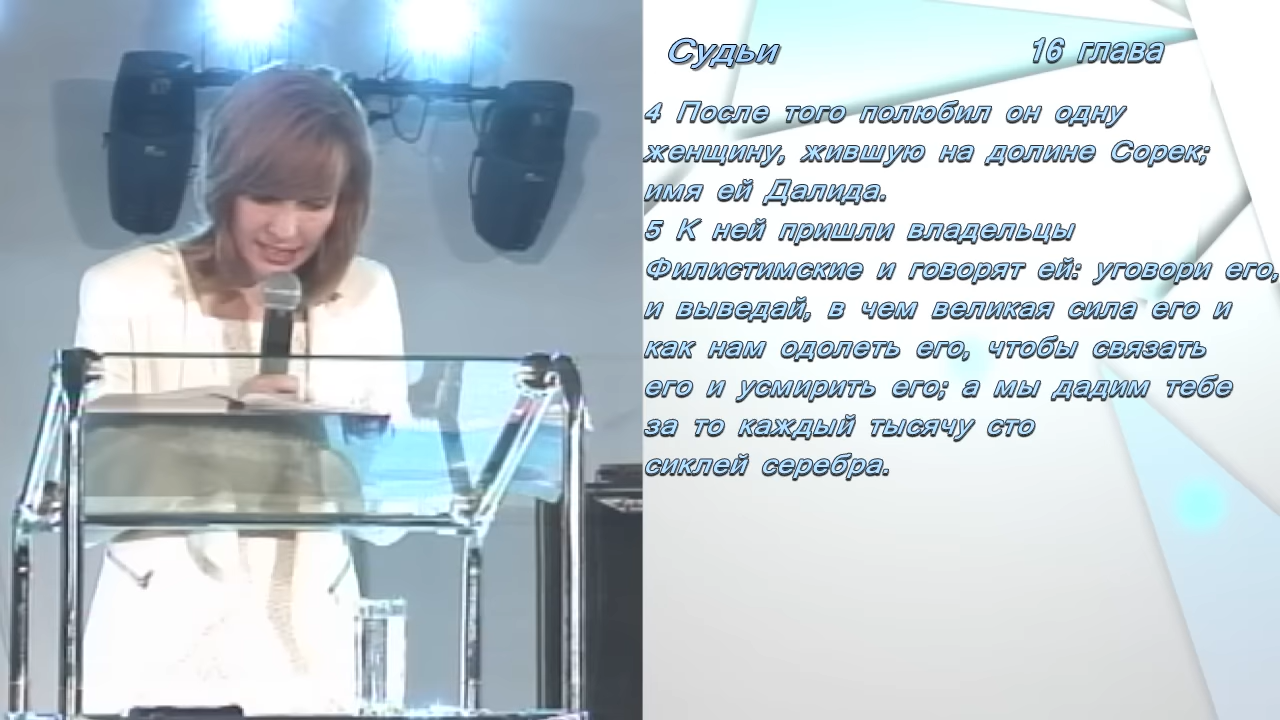 Судьи 16 глава
4 После того полюбил он одну
женщину, жившую на долине Сорек;
имя ей Далида.
5 К ней пришли владельцы
Филистимские и говорят ей: уговори его,
и выведай, в чем великая сила его и
как нам одолеть его, чтобы связать
его и усмирить его; а мы дадим тебе
за то каждый тысячу сто
сиклей серебра.